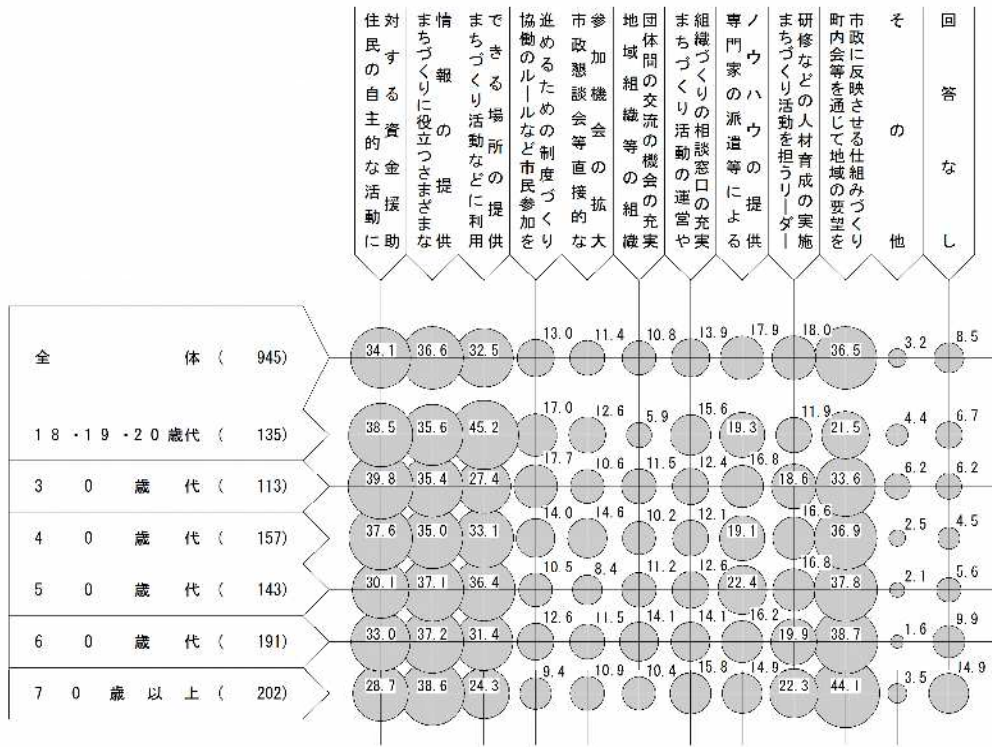 住民の自主的な活動に
対する資金援助
まちづくりに役立つさまざまな
情報の提供
まちづくり活動などに利用
できる場所の提供
協働のルールなど市民参加を
進めるための制度づくり
市政懇談会等直接的な
参加機会の拡大
地域組織等の組織
団体間の交流の機会の充実
まちづくり活動の運営や
組織づくりの相談窓口の充実
専門家の派遣等による
ノウハウの提供
まちづくり活動を担うリーダー
研修などの人材育成の実施
町内会等を通じて地域の要望を
市政に反映させる仕組みづくり
その他
回答なし
全体(945) 34.1 36.6 32.5 13.0 11.4 10.8 13.9 17.9 18.0 36.5 3.2 8.5
18・19・20歳代(135) 38.5 35.6 45.2 17.0 12.6 5.9 15.6 19.3 11.9 21.5 4.4 6.7
30歳代(113) 39.8 35.4 27.4 17.7 10.6 11.5 12.4 16.8 18.6 33.6 6.2 6.2
40歳代(157) 37.6 35.0 33.1 14.0 14.6 10.2 12.1 19.1 16.6 36.9 2.5 4.5
50歳代(143) 30.1 37.1 36.4 10.5 8.4 11.2 12.6 22.4 16.8 37.8 2.1 5.6
60歳代(191) 33.0 37.2 31.4 12.6 11.5 14.1 14.1 16.2 19.9 38.7 1.6 9.9
70歳以上(202) 28.7 38.6 24.3 9.4 10.9 10.4 15.8 14.9 22.3 44.1 3.5 14.9